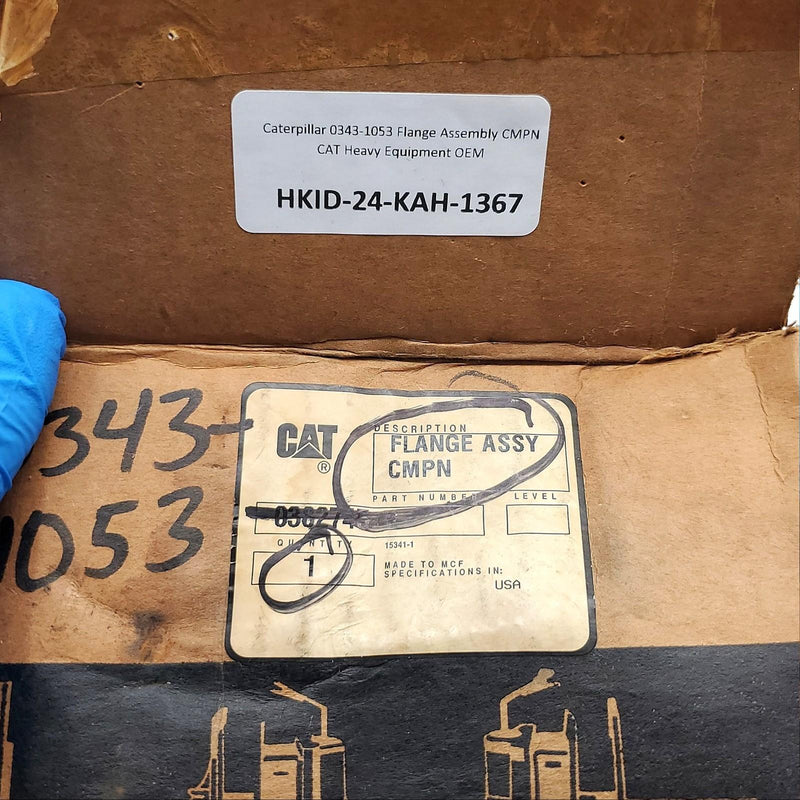 Caterpillar 0343-1053 Flange Assembly CMPN
CAT Heavy Equipment OEM
HKID-24-KAH-1367
343-
1053
CAT
®
DESCRIPTION
FLANGE ASSY
CMPN
PART NUMBER LEVEL
QUANTITY
1
15341-1
MADE TO MCF
SPECIFICATIONS IN:
USA